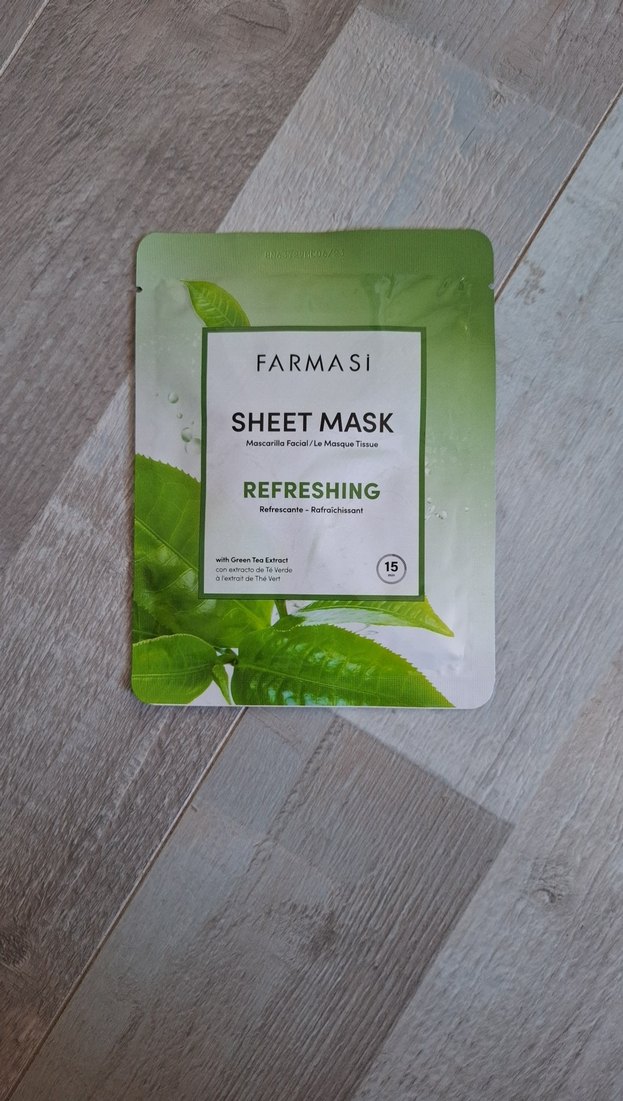 FARMASi
SHEET MASK
Mascarilla Facial / Le Masque Tissue
REFRESHING
Refrescante - Rafraîchissant
with Green Tea Extract
con extracto de Té Verde
à l'extrait de Thé Vert
15
min